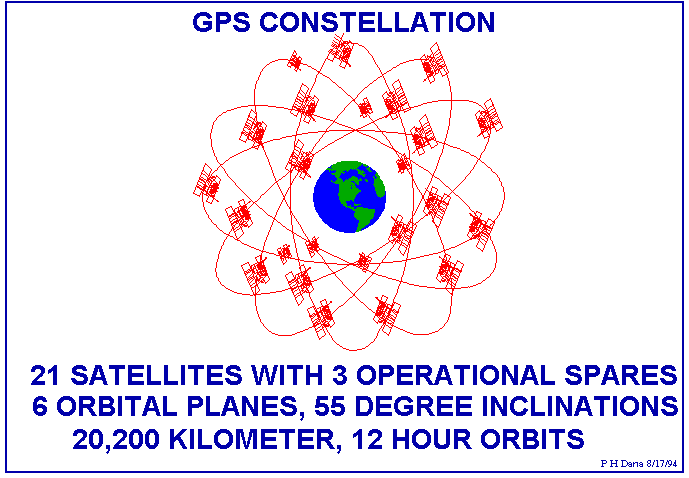 GPS CONSTELLATION
21 SATELLITES WITH 3 OPERATIONAL SPARES
6 ORBITAL PLANES, 55 DEGREE INCLINATIONS
20,200 KILOMETER, 12 HOUR ORBITS
P H Dana 8/17/94